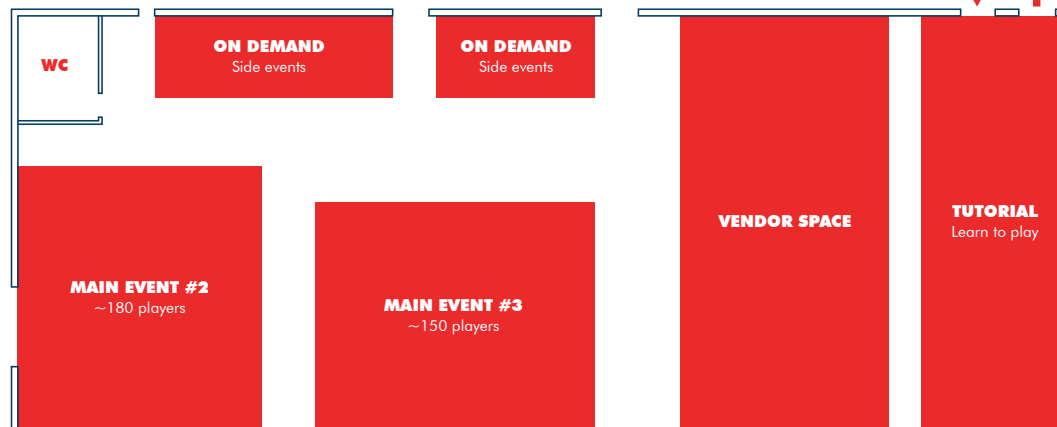 WC
ON DEMAND
Side events
ON DEMAND
Side events
MAIN EVENT #2
~180 players
MAIN EVENT #3
~150 players
VENDOR SPACE
TUTORIAL
Learn to play